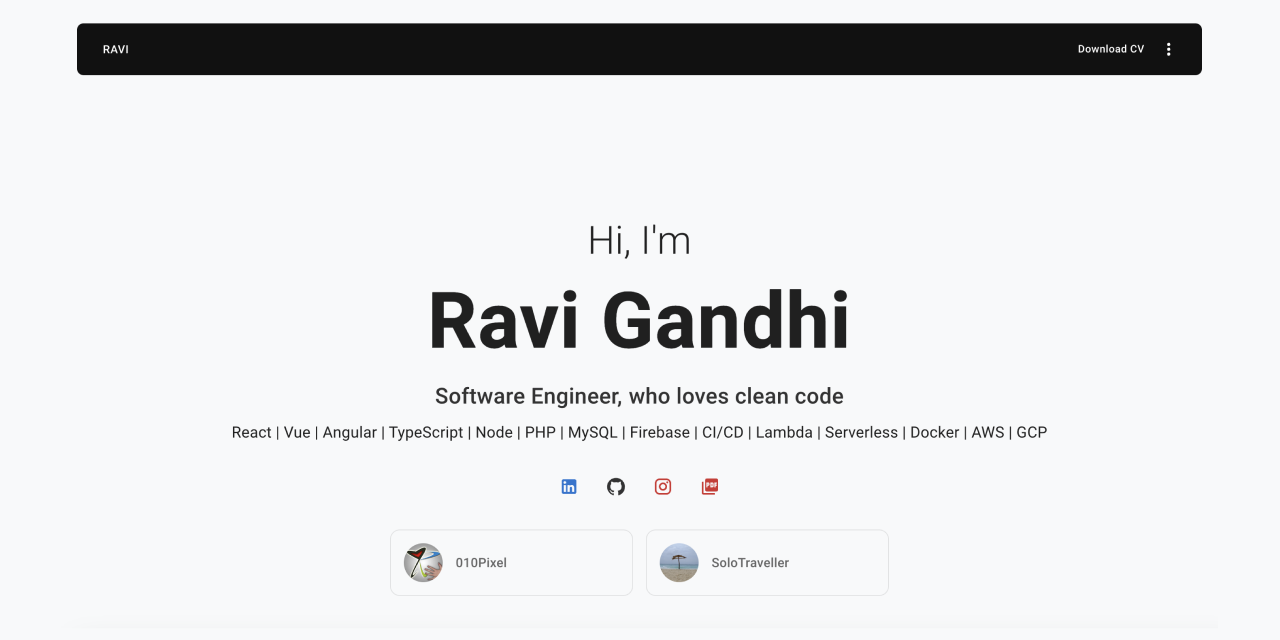 RAVI
Download CV
Hi, I'm
Ravi Gandhi
Software Engineer, who loves clean code
React | Vue | Angular | TypeScript | Node | PHP | MySQL | Firebase | CI/CD | Lambda | Serverless | Docker | AWS | GCP
in
PDF
010Pixel
SoloTraveller